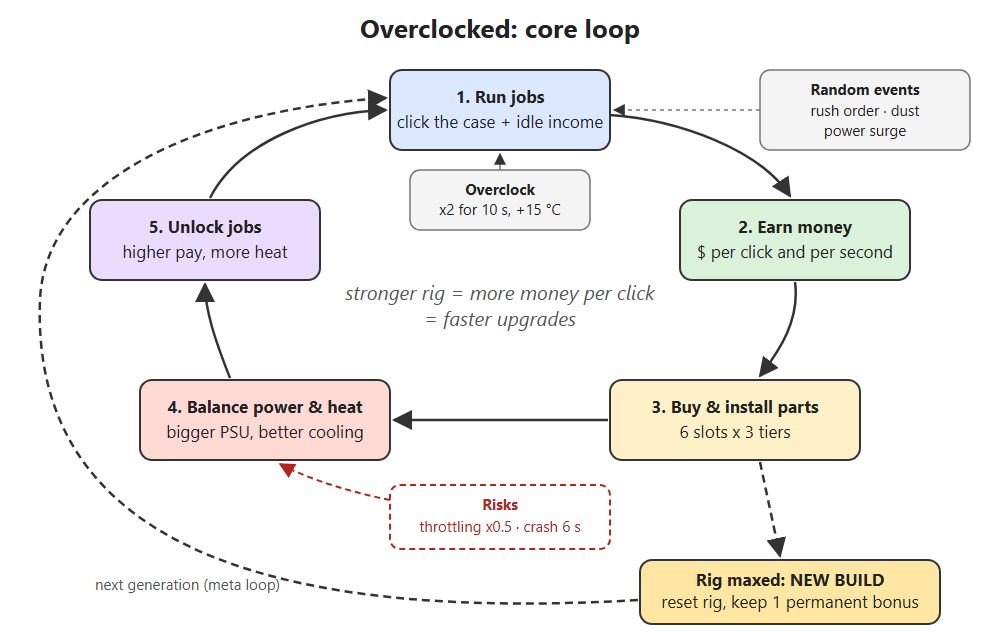 Overclocked: core loop
1. Run jobs
click the case + idle income
Random events
rush order · dust
power surge
Overclock
x2 for 10 s, +15 °C
5. Unlock jobs
higher pay, more heat
2. Earn money
$ per click and per second
stronger rig = more money per click
= faster upgrades
4. Balance power & heat
bigger PSU, better cooling
3. Buy & install parts
6 slots x 3 tiers
Risks
throttling x0.5 · crash 6 s
next generation (meta loop)
Rig maxed: NEW BUILD
reset rig, keep 1 permanent bonus